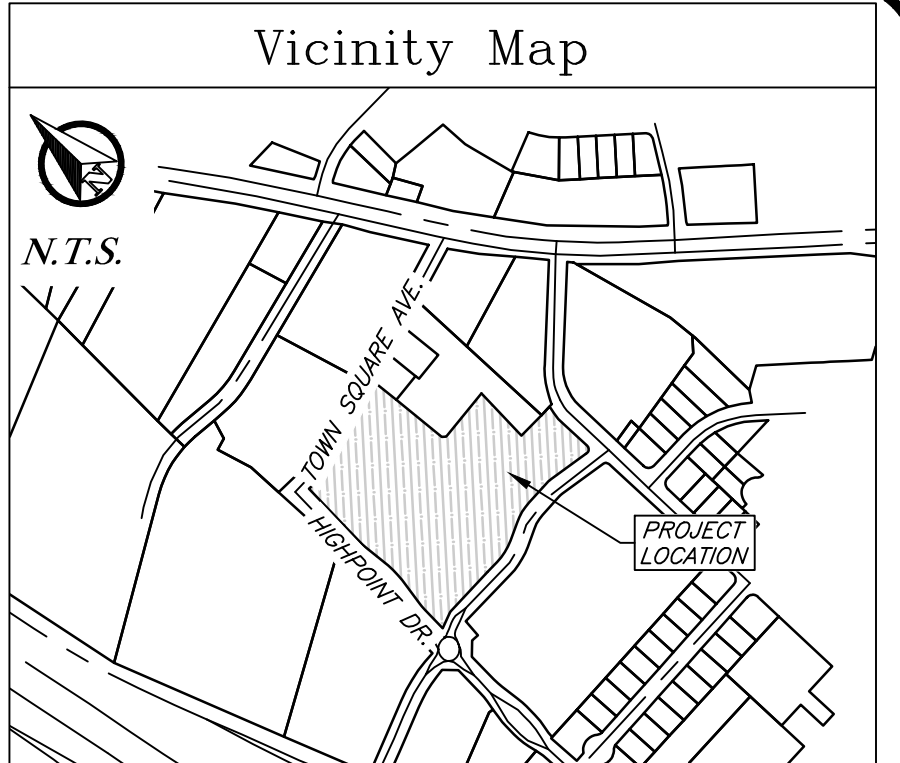 Vicinity Map
N
N.T.S.
TOWN SQUARE AVE.
HIGHPOINT DR.
PROJECT
LOCATION